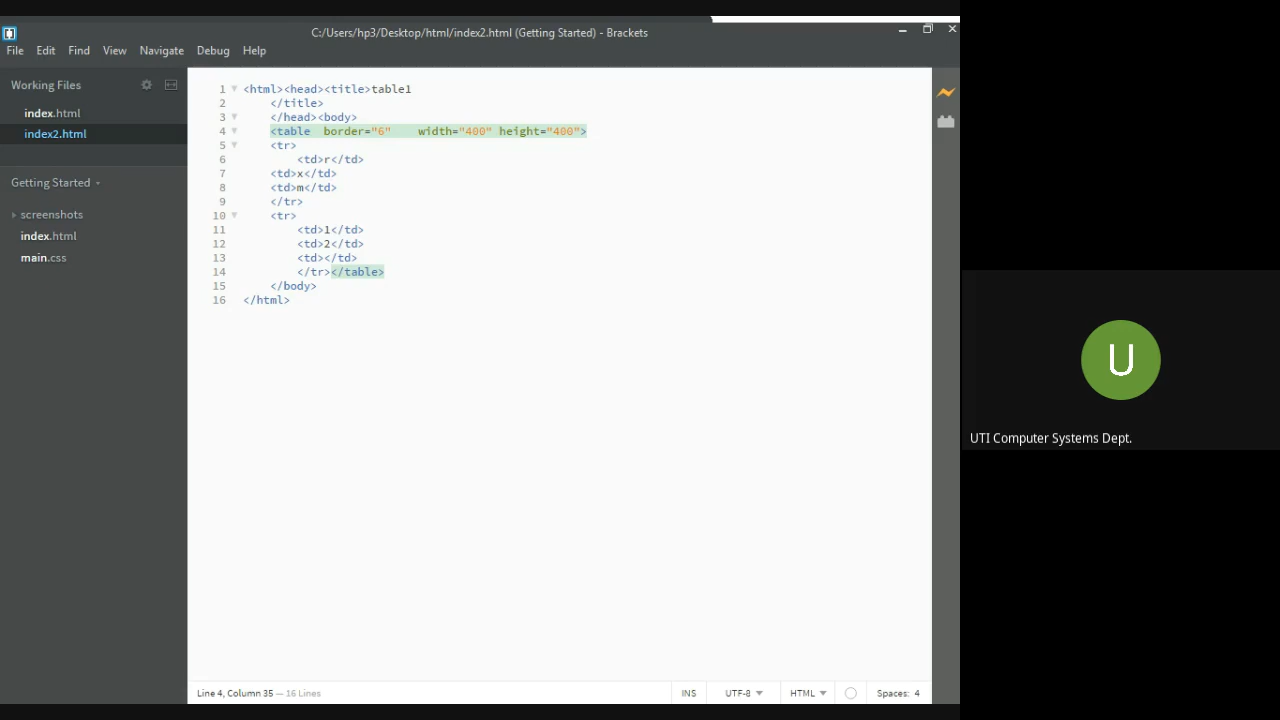 C:/Users/hp3/Desktop/html/index2.html (Getting Started) - Brackets
File Edit Find View Navigate Debug Help
Working Files
index.html
index2.html
Getting Started
screenshots
index.html
main.css
1 <html><head><title>table1
2 </title>
3 </head><body>
4 <table border="6" width="400" height="400">
5 <tr>
6 <td>r</td>
7 <td>x</td>
8 <td>m</td>
9 </tr>
10 <tr>
11 <td>1</td>
12 <td>2</td>
13 <td></td>
14 </tr></table>
15 </body>
16 </html>
Line 4, Column 35 — 16 Lines
INS UTF-8 HTML Spaces: 4
U
UTI Computer Systems Dept.